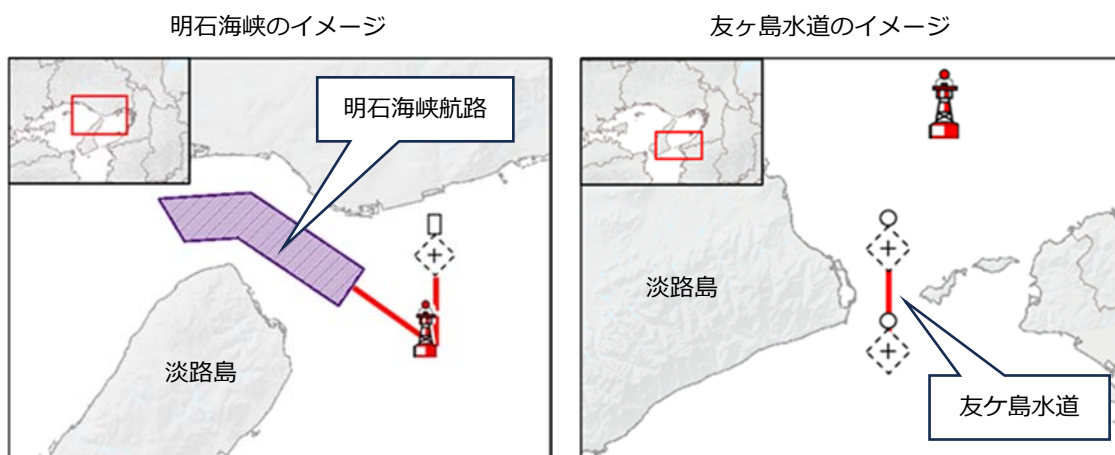 明石海峡のイメージ
友ヶ島水道のイメージ
明石海峡航路
淡路島
淡路島
友ケ島水道